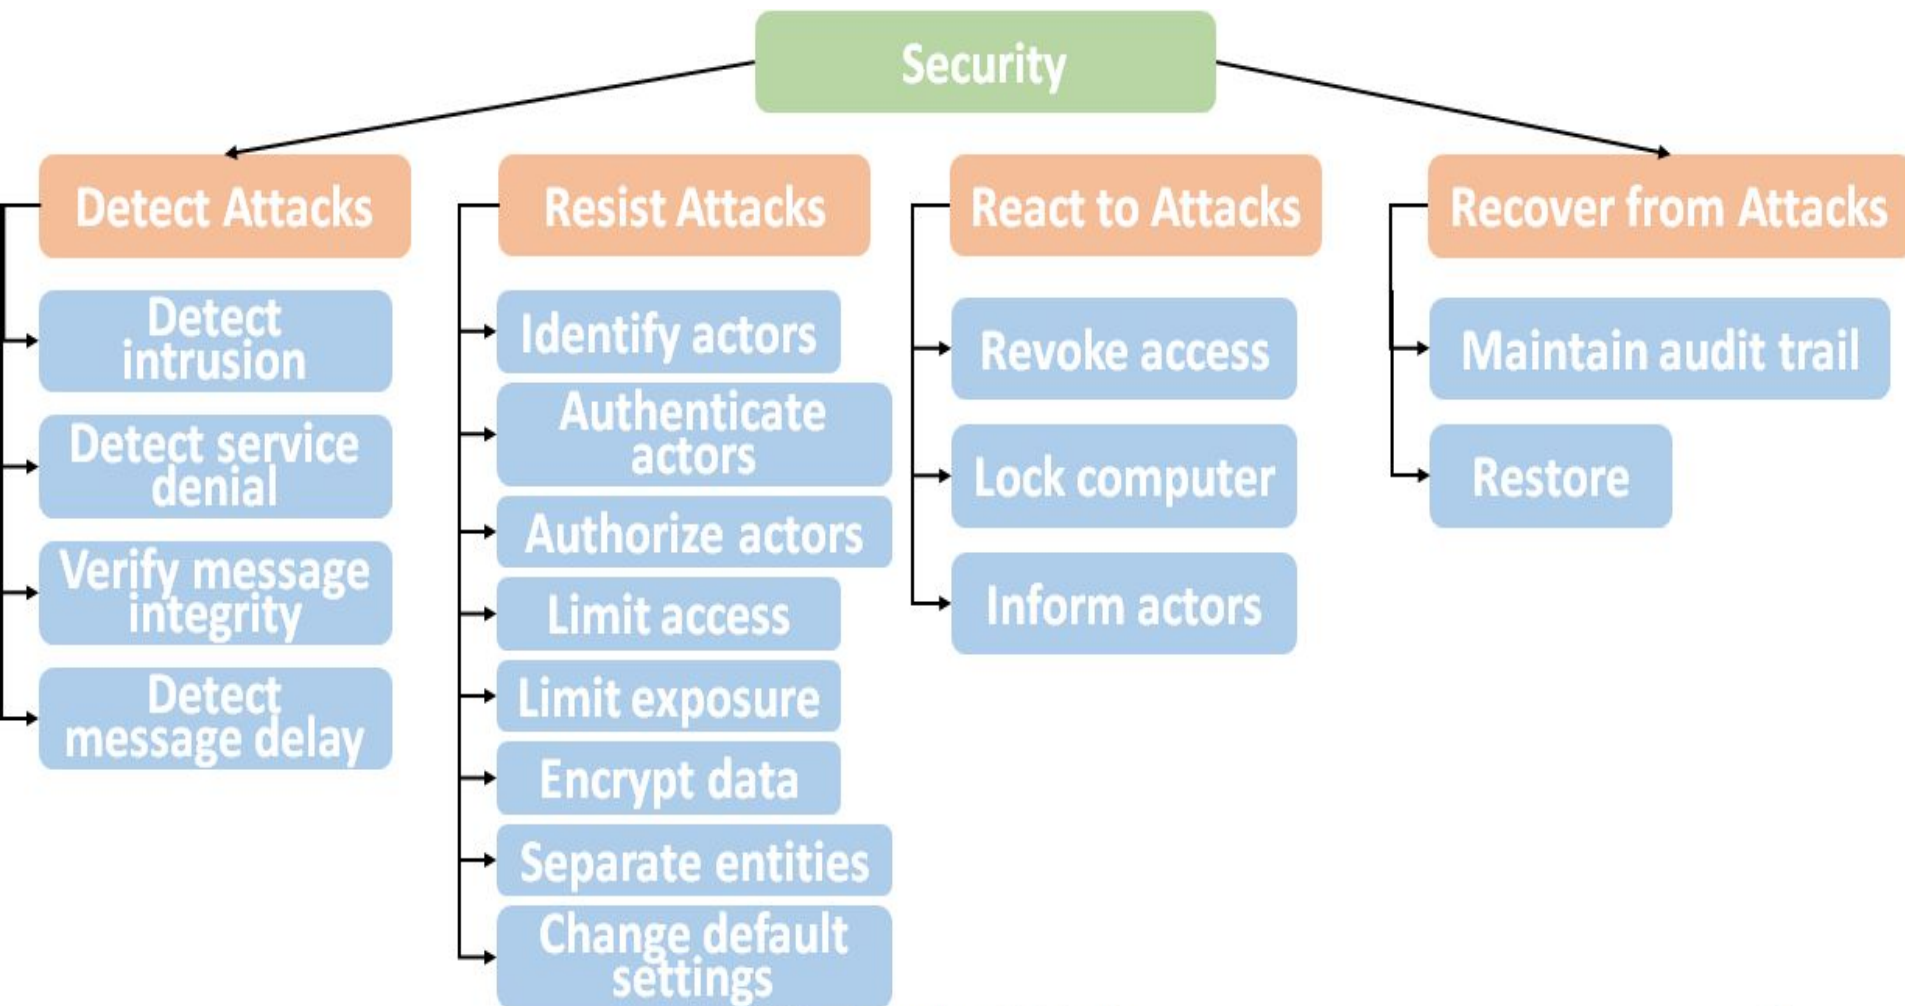 Security
Detect Attacks
Detect
intrusion
Detect service
denial
Verify message
integrity
Detect
message delay
Resist Attacks
Identify actors
Authenticate
actors
Authorize actors
Limit access
Limit exposure
Encrypt data
Separate entities
Change default
settings
React to Attacks
Revoke access
Lock computer
Inform actors
Recover from Attacks
Maintain audit trail
Restore